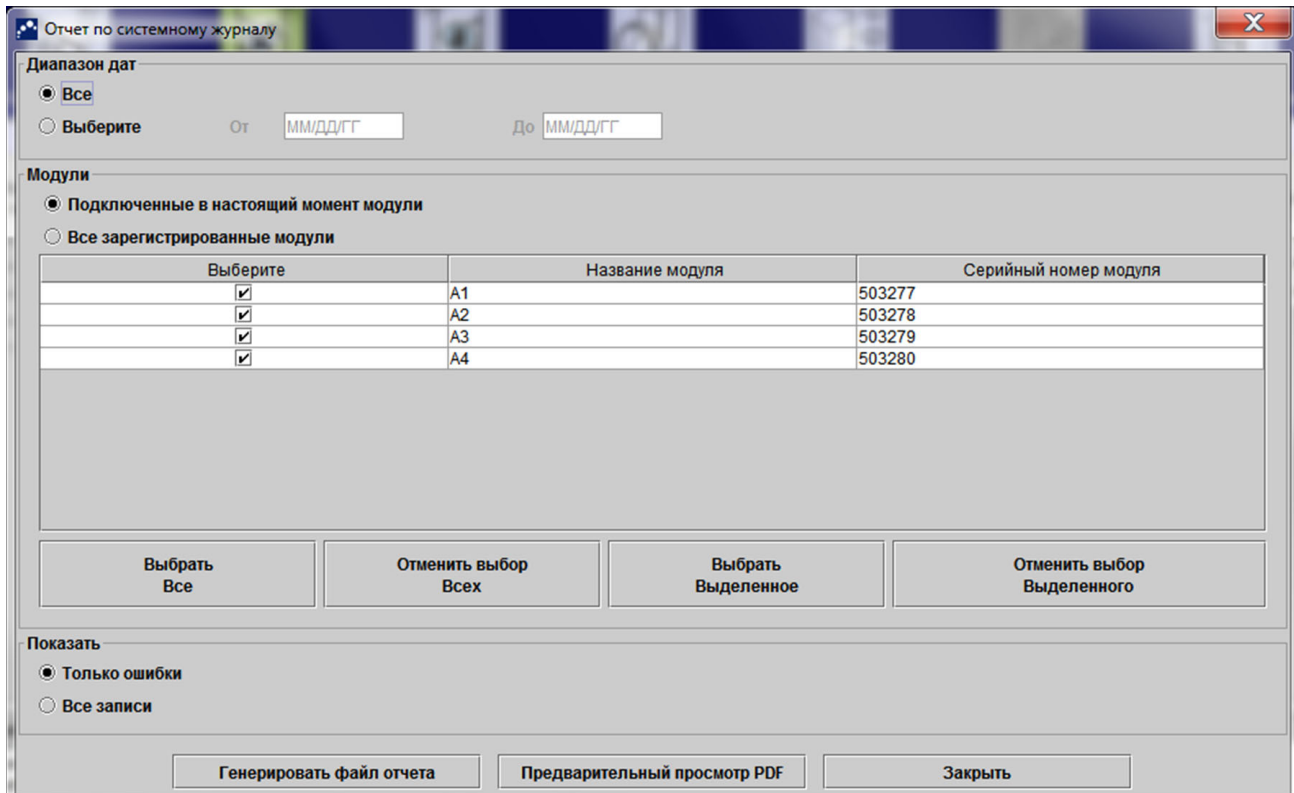 Отчет по системному журналу
Диапазон дат
Все
Выберите От ММ/ДД/ГГ До ММ/ДД/ГГ
Модули
Подключенные в настоящий момент модули
Все зарегистрированные модули
Выберите Название модуля Серийный номер модуля
A1 503277
A2 503278
A3 503279
A4 503280
Выбрать Все
Отменить выбор Всех
Выбрать Выделенное
Отменить выбор Выделенного
Показать
Только ошибки
Все записи
Генерировать файл отчета Предварительный просмотр PDF Закрыть